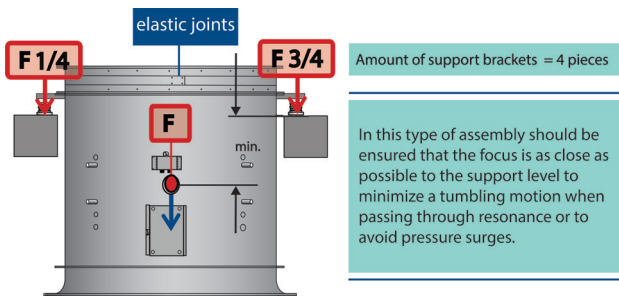 elastic joints
F 1/4
F 3/4
F
min.
Amount of support brackets = 4 pieces
In this type of assembly should be
ensured that the focus is as close as
possible to the support level to
minimize a tumbling motion when
passing through resonance or to
avoid pressure surges.